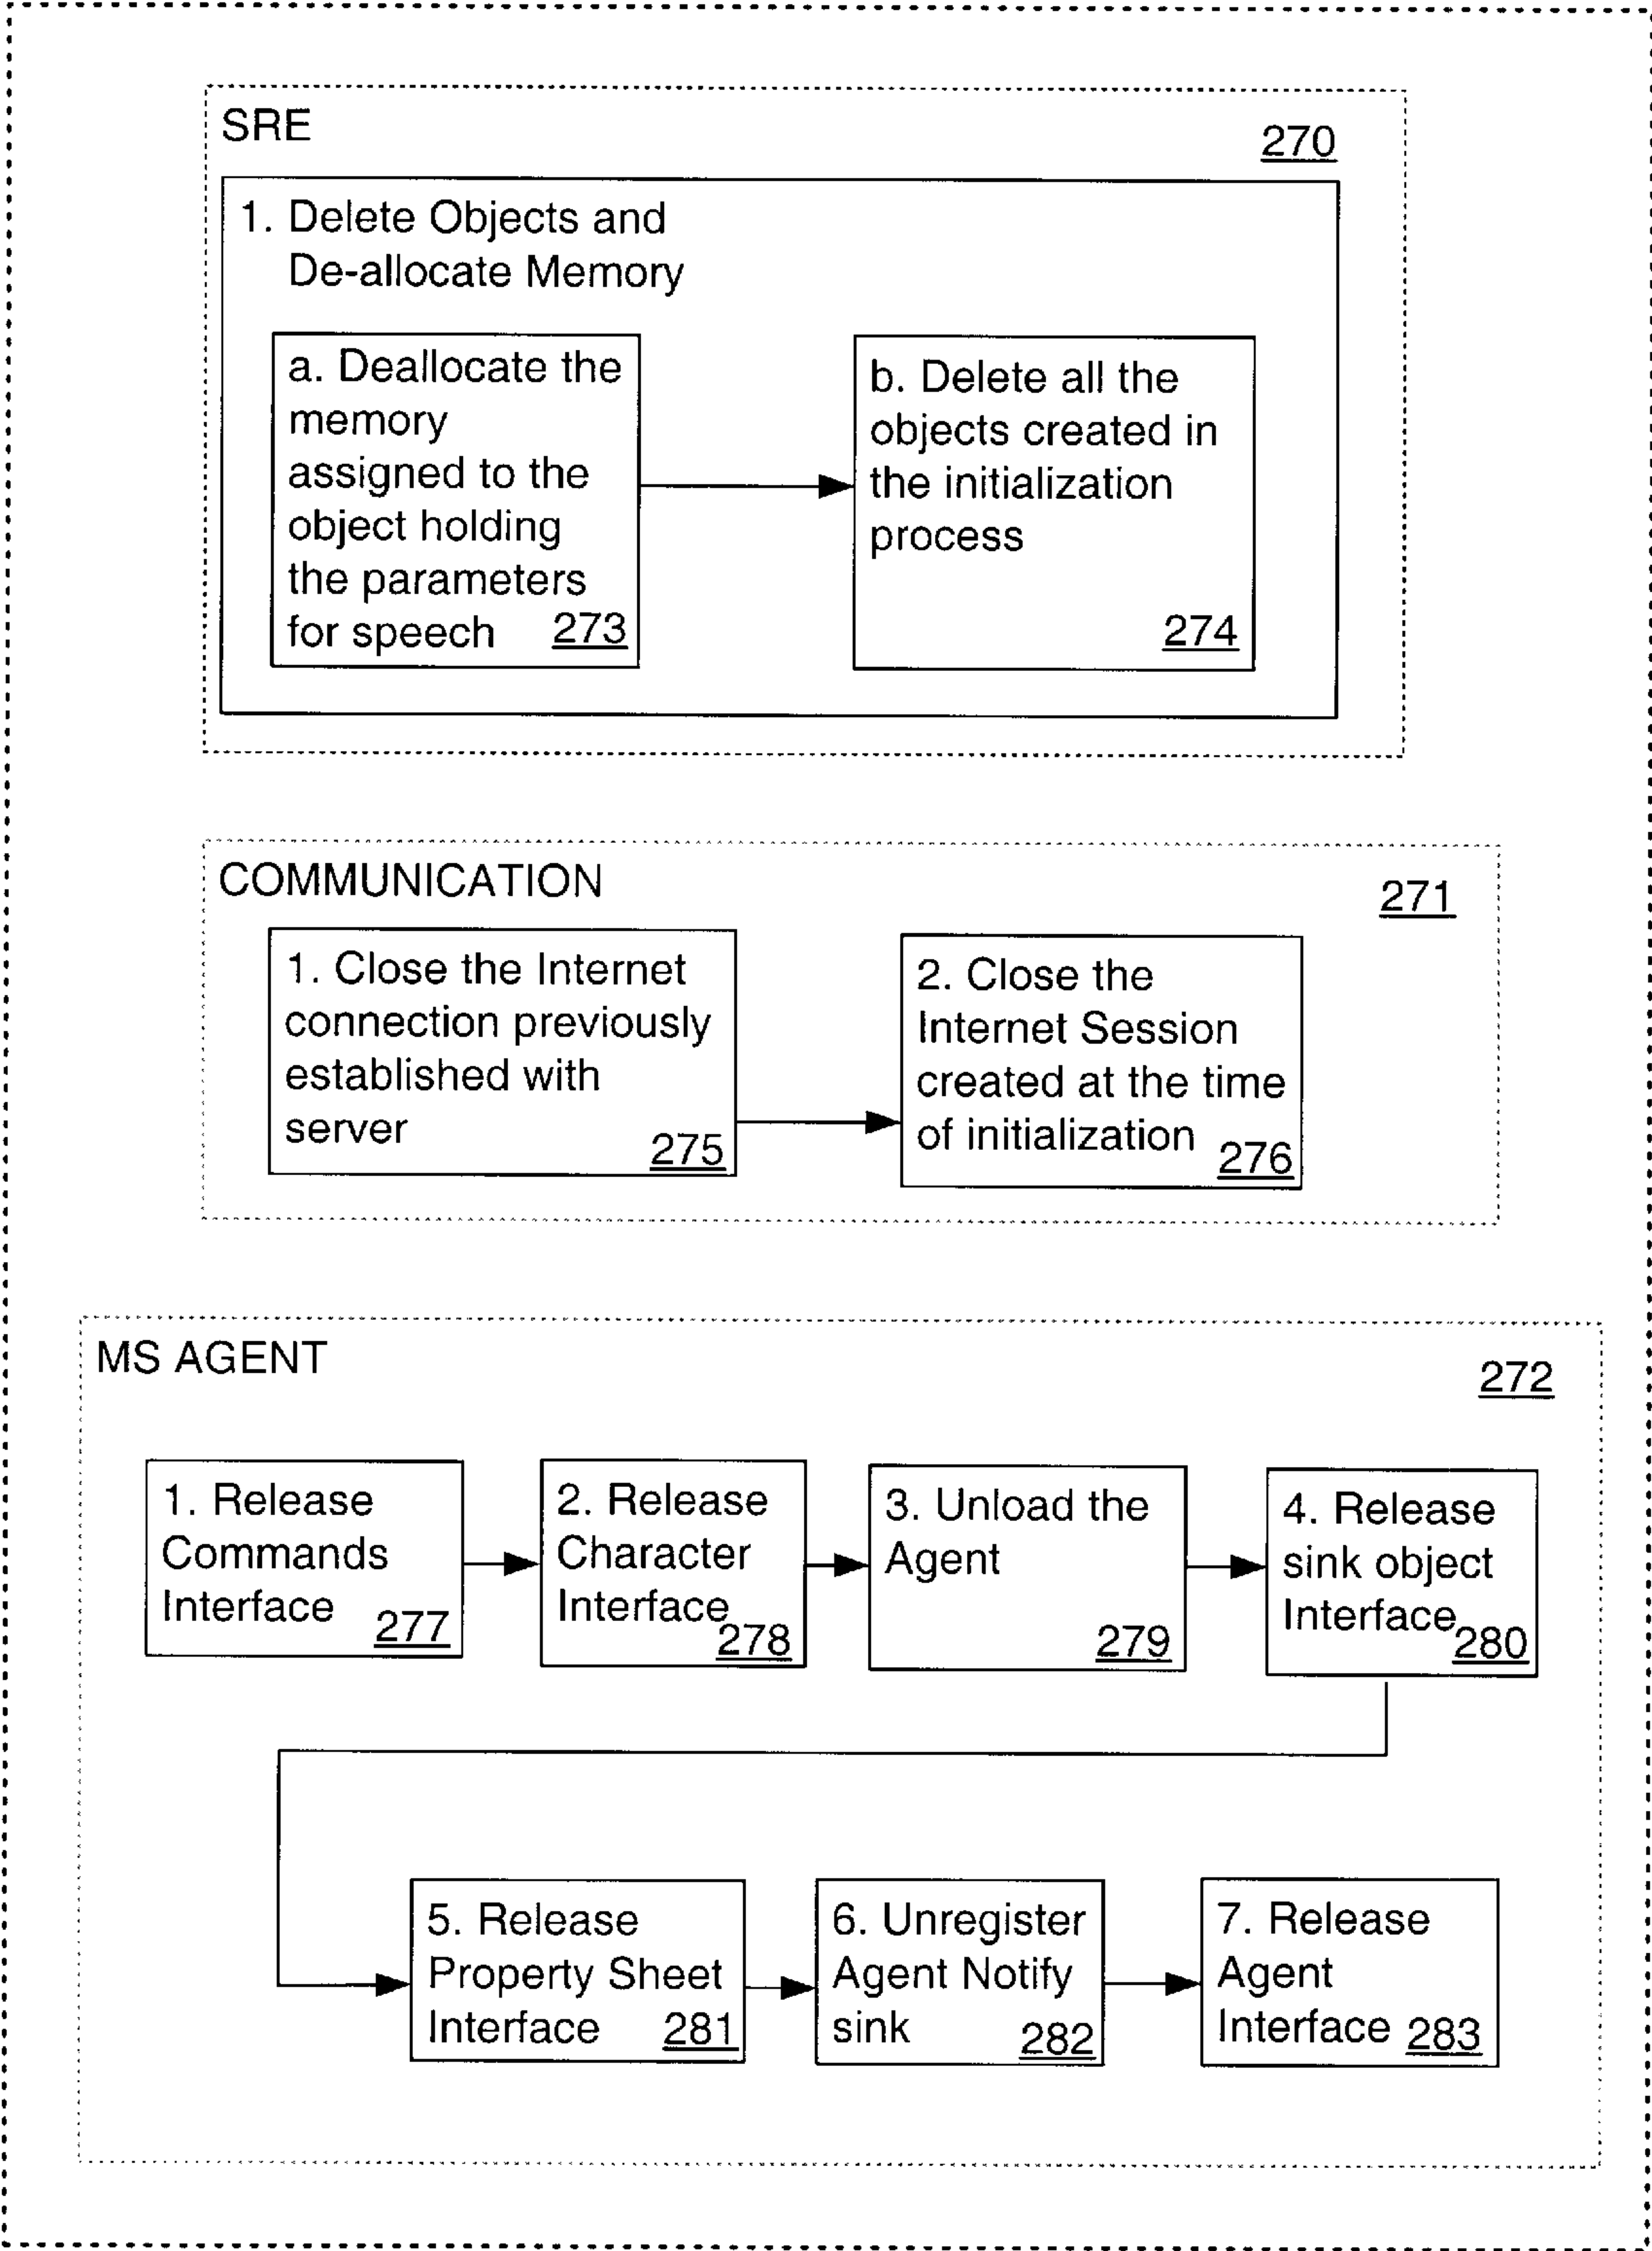 SRE
270
1. Delete Objects and
De-allocate Memory
a. Deallocate the
memory
assigned to the
object holding
the parameters
for speech 273
b. Delete all the
objects created in
the initialization
process
274
COMMUNICATION
271
1. Close the Internet
connection previously
established with
server
275
2. Close the
Internet Session
created at the time
of initialization
276
MS AGENT
272
1. Release
Commands
Interface
277
2. Release
Character
Interface
278
3. Unload the
Agent
279
4. Release
sink object
Interface
280
5. Release
Property Sheet
Interface 281
6. Unregister
Agent Notify
sink 282
7. Release
Agent
Interface 283